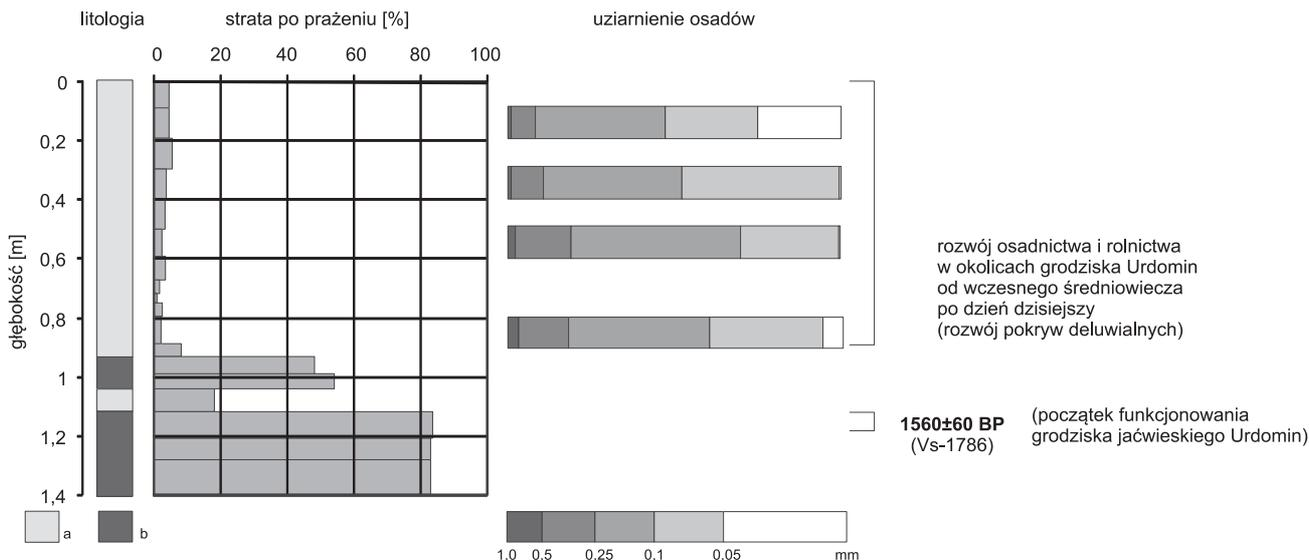 litologia
strata po prażeniu [%]
uziarnienie osadów
0 20 40 60 80 100
głębokość [m]
0
0,2
0,4
0,6
0,8
1
1,2
1,4
rozwój osadnictwa i rolnictwa
w okolicach grodziska Urdomin
od wczesnego średniowiecza
po dzień dzisiejszy
(rozwój pokryw deluwialnych)
1560±60 BP
(Vs-1786)
(początek funkcjonowania
grodziska jaćwieskiego Urdomin)
a
b
1.0 0.5 0.25 0.1 0.05 mm